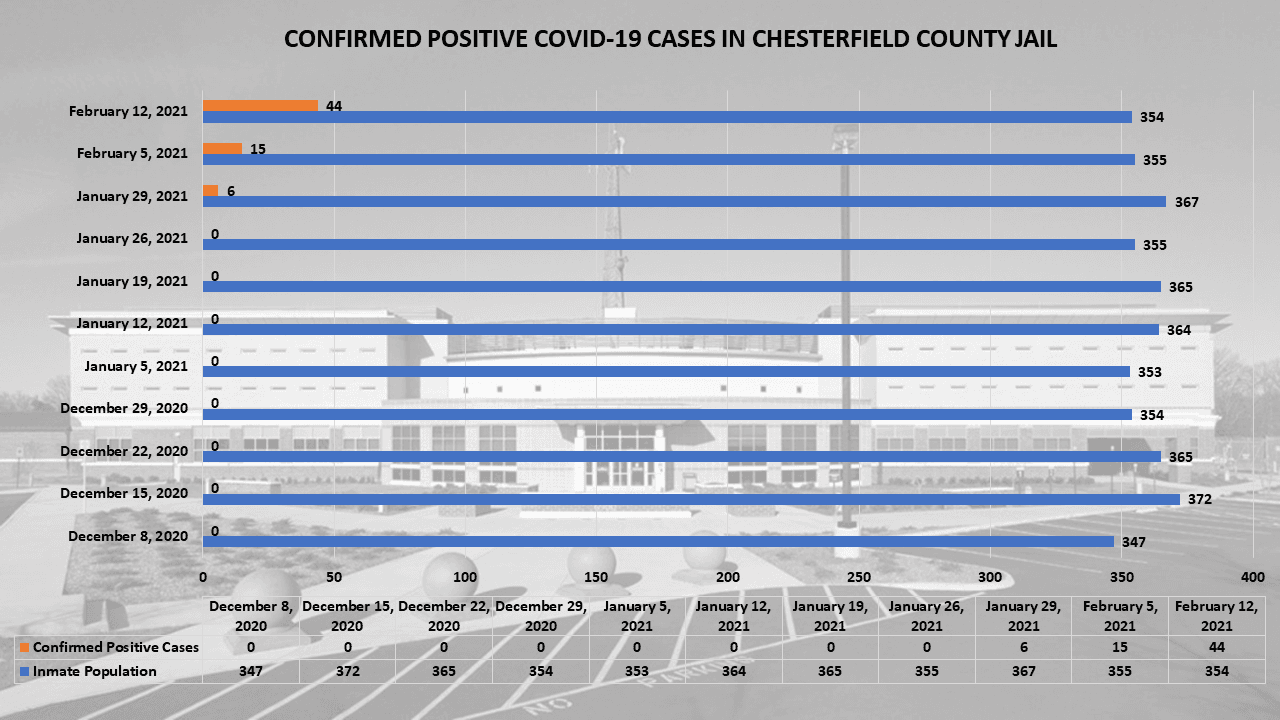 CONFIRMED POSITIVE COVID-19 CASES IN CHESTERFIELD COUNTY JAIL
February 12, 2021
44
354
February 5, 2021
15
355
January 29, 2021
6
367
January 26, 2021
0
355
January 19, 2021
0
365
January 12, 2021
0
364
January 5, 2021
0
353
December 29, 2020
0
354
December 22, 2020
0
365
December 15, 2020
0
372
December 8, 2020
0
347
0 50 100 150 200 250 300 350 400
December 8, December 15, December 22, December 29, January 5, January 12, January 19, January 26, January 29, February 5, February 12,
2020 2020 2020 2020 2021 2021 2021 2021 2021 2021 2021
Confirmed Positive Cases 0 0 0 0 0 0 0 0 6 15 44
Inmate Population 347 372 365 354 353 364 365 355 367 355 354
NO PARKING